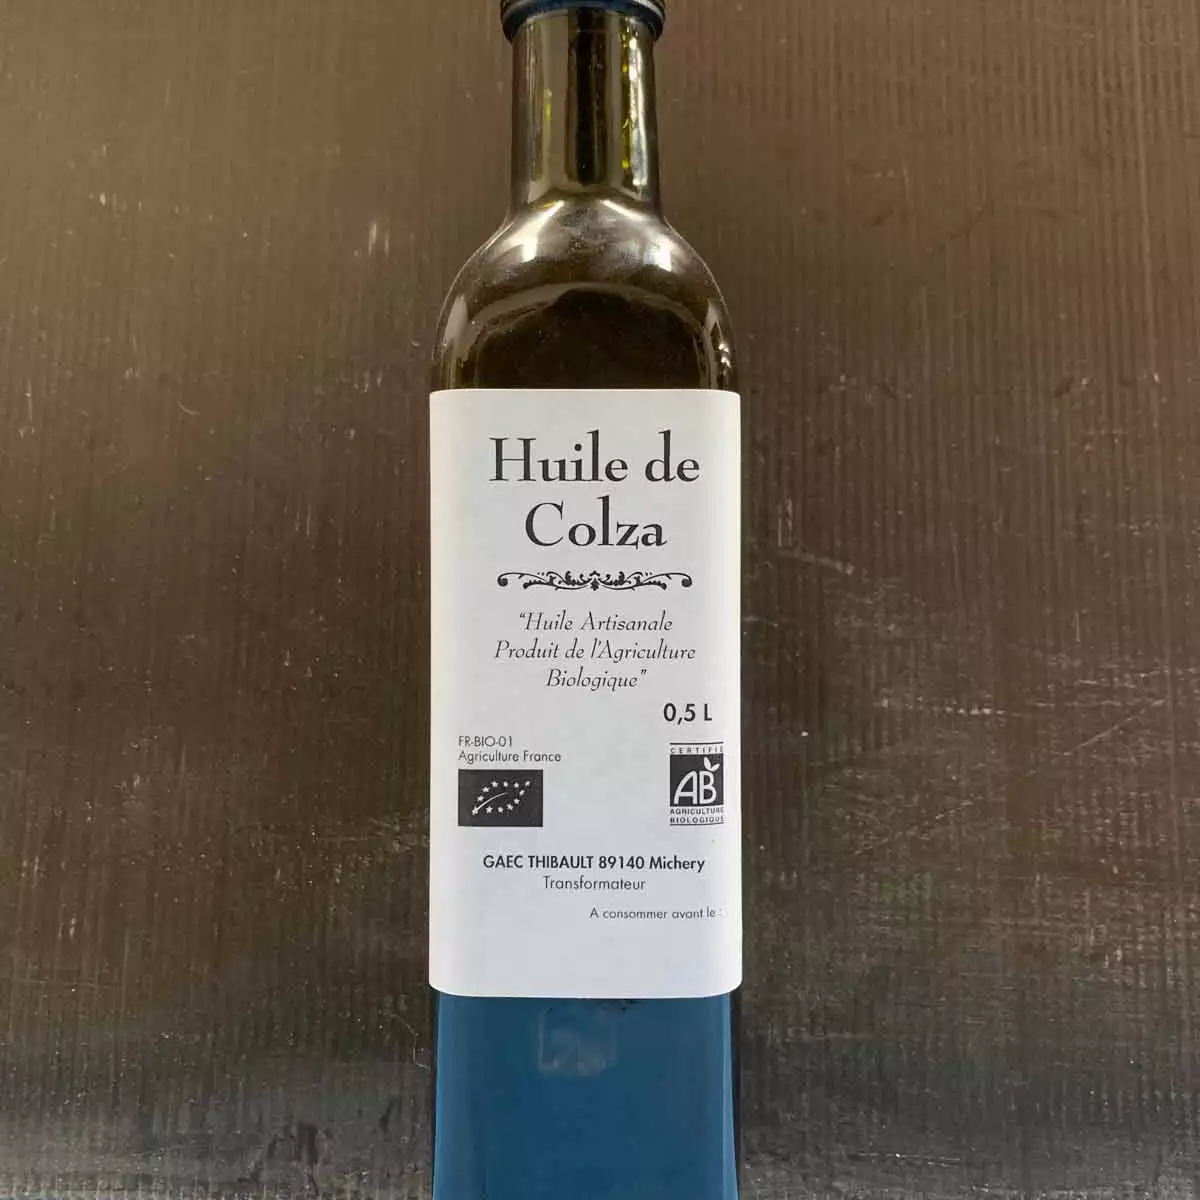 Huile de
Colza
"Huile Artisanale
Produit de l'Agriculture
Biologique"
0,5 L
FR-BIO-01
Agriculture France
CERTIFIÉ
AB
AGRICULTURE
BIOLOGIQUE
GAEC THIBAULT 89140 Michery
Transformateur
A consommer avant le :